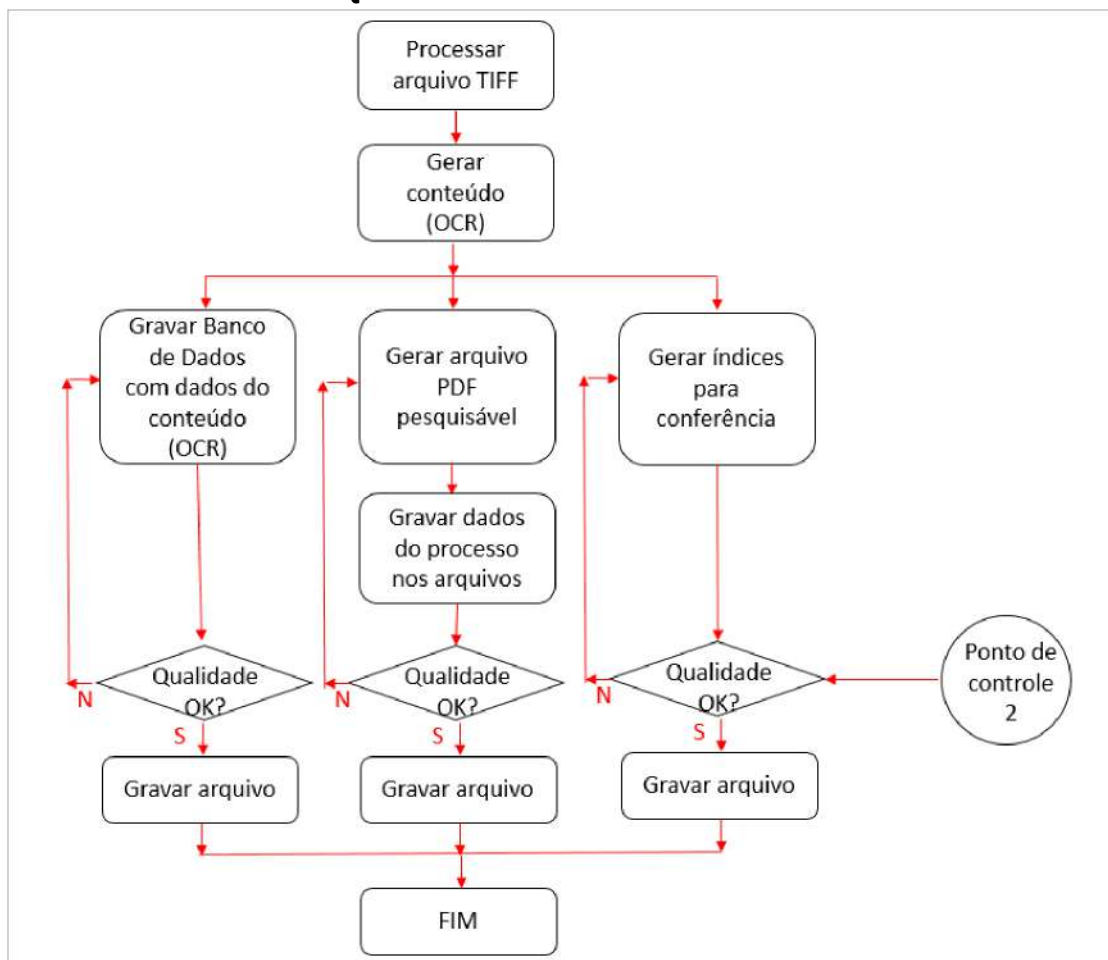 Processar
arquivo TIFF
Gerar
conteúdo
(OCR)
Gravar Banco
de Dados
com dados do
conteúdo
(OCR)
Gerar arquivo
PDF
pesquisável
Gerar índices
para
conferência
Gravar dados
do processo
nos arquivos
Qualidade
OK?
N
S
Qualidade
OK?
N
S
Qualidade
OK?
N
S
Ponto de
controle
2
Gravar arquivo
Gravar arquivo
Gravar arquivo
FIM